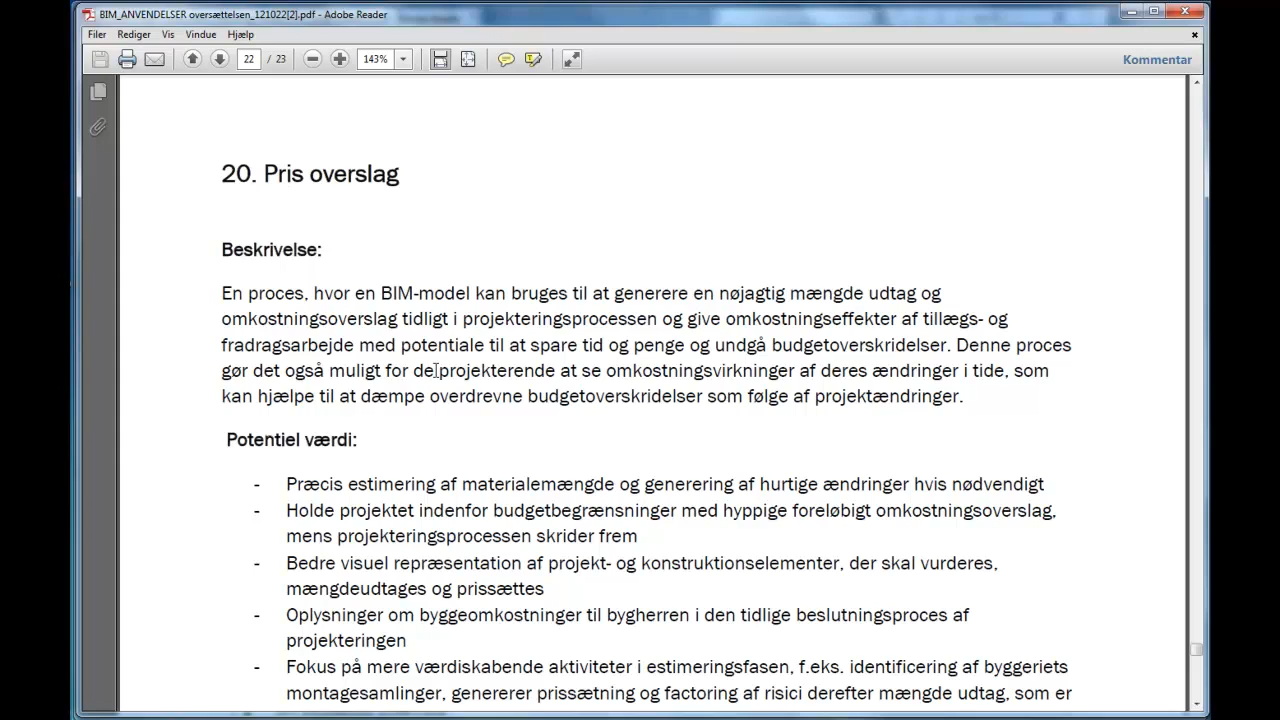 BIM_ANVENDELSER oversættelsen_121022[2].pdf - Adobe Reader
Filer Rediger Vis Vindue Hjælp
22 / 23 143% Kommentar
20. Pris overslag
Beskrivelse:
En proces, hvor en BIM-model kan bruges til at generere en nøjagtig mængde udtag og
omkostningsoverslag tidligt i projekteringsprocessen og give omkostningseffekter af tillægs- og
fradragsarbejde med potentiale til at spare tid og penge og undgå budgetoverskridelser. Denne proces
gør det også muligt for de projekterende at se omkostningsvirkninger af deres ændringer i tide, som
kan hjælpe til at dæmpe overdrevne budgetoverskridelser som følge af projektændringer.
Potentiel værdi:
- Præcis estimering af materialemængde og generering af hurtige ændringer hvis nødvendigt
- Holde projektet indenfor budgetbegrænsninger med hyppige foreløbigt omkostningsoverslag,
mens projekteringsprocessen skrider frem
- Bedre visuel repræsentation af projekt- og konstruktionselementer, der skal vurderes,
mængdeudtages og prissættes
- Oplysninger om byggeomkostninger til bygherren i den tidlige beslutningsproces af
projekteringen
- Fokus på mere værdiskabende aktiviteter i estimeringsfasen, f.eks. identificering af byggeriets
montagesamlinger, genererer prissætning og factoring af risici derefter mængde udtag, som er